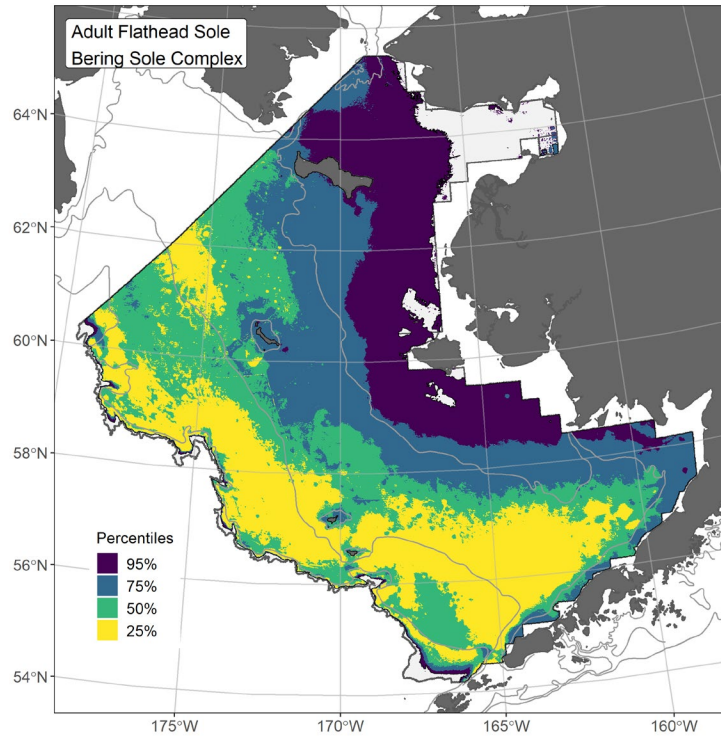 Adult Flathead Sole
Bering Sole Complex
64°N
62°N
60°N
58°N
56°N
54°N
Percentiles
95%
75%
50%
25%
175°W
170°W
165°W
160°W